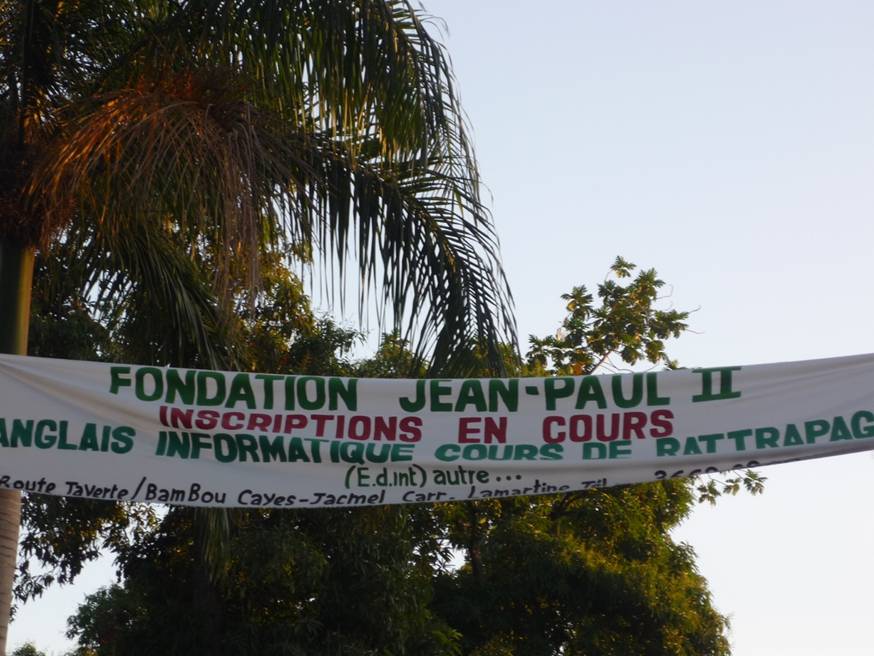 FONDATION JEAN-PAUL II
INSCRIPTIONS EN COURS
ANGLAIS INFORMATIQUE COURS DE RATTRAPAG
(E.d.int) autre...
Route Taverte/BamBou Cayes-Jacmel Carr. Lamartine Tél